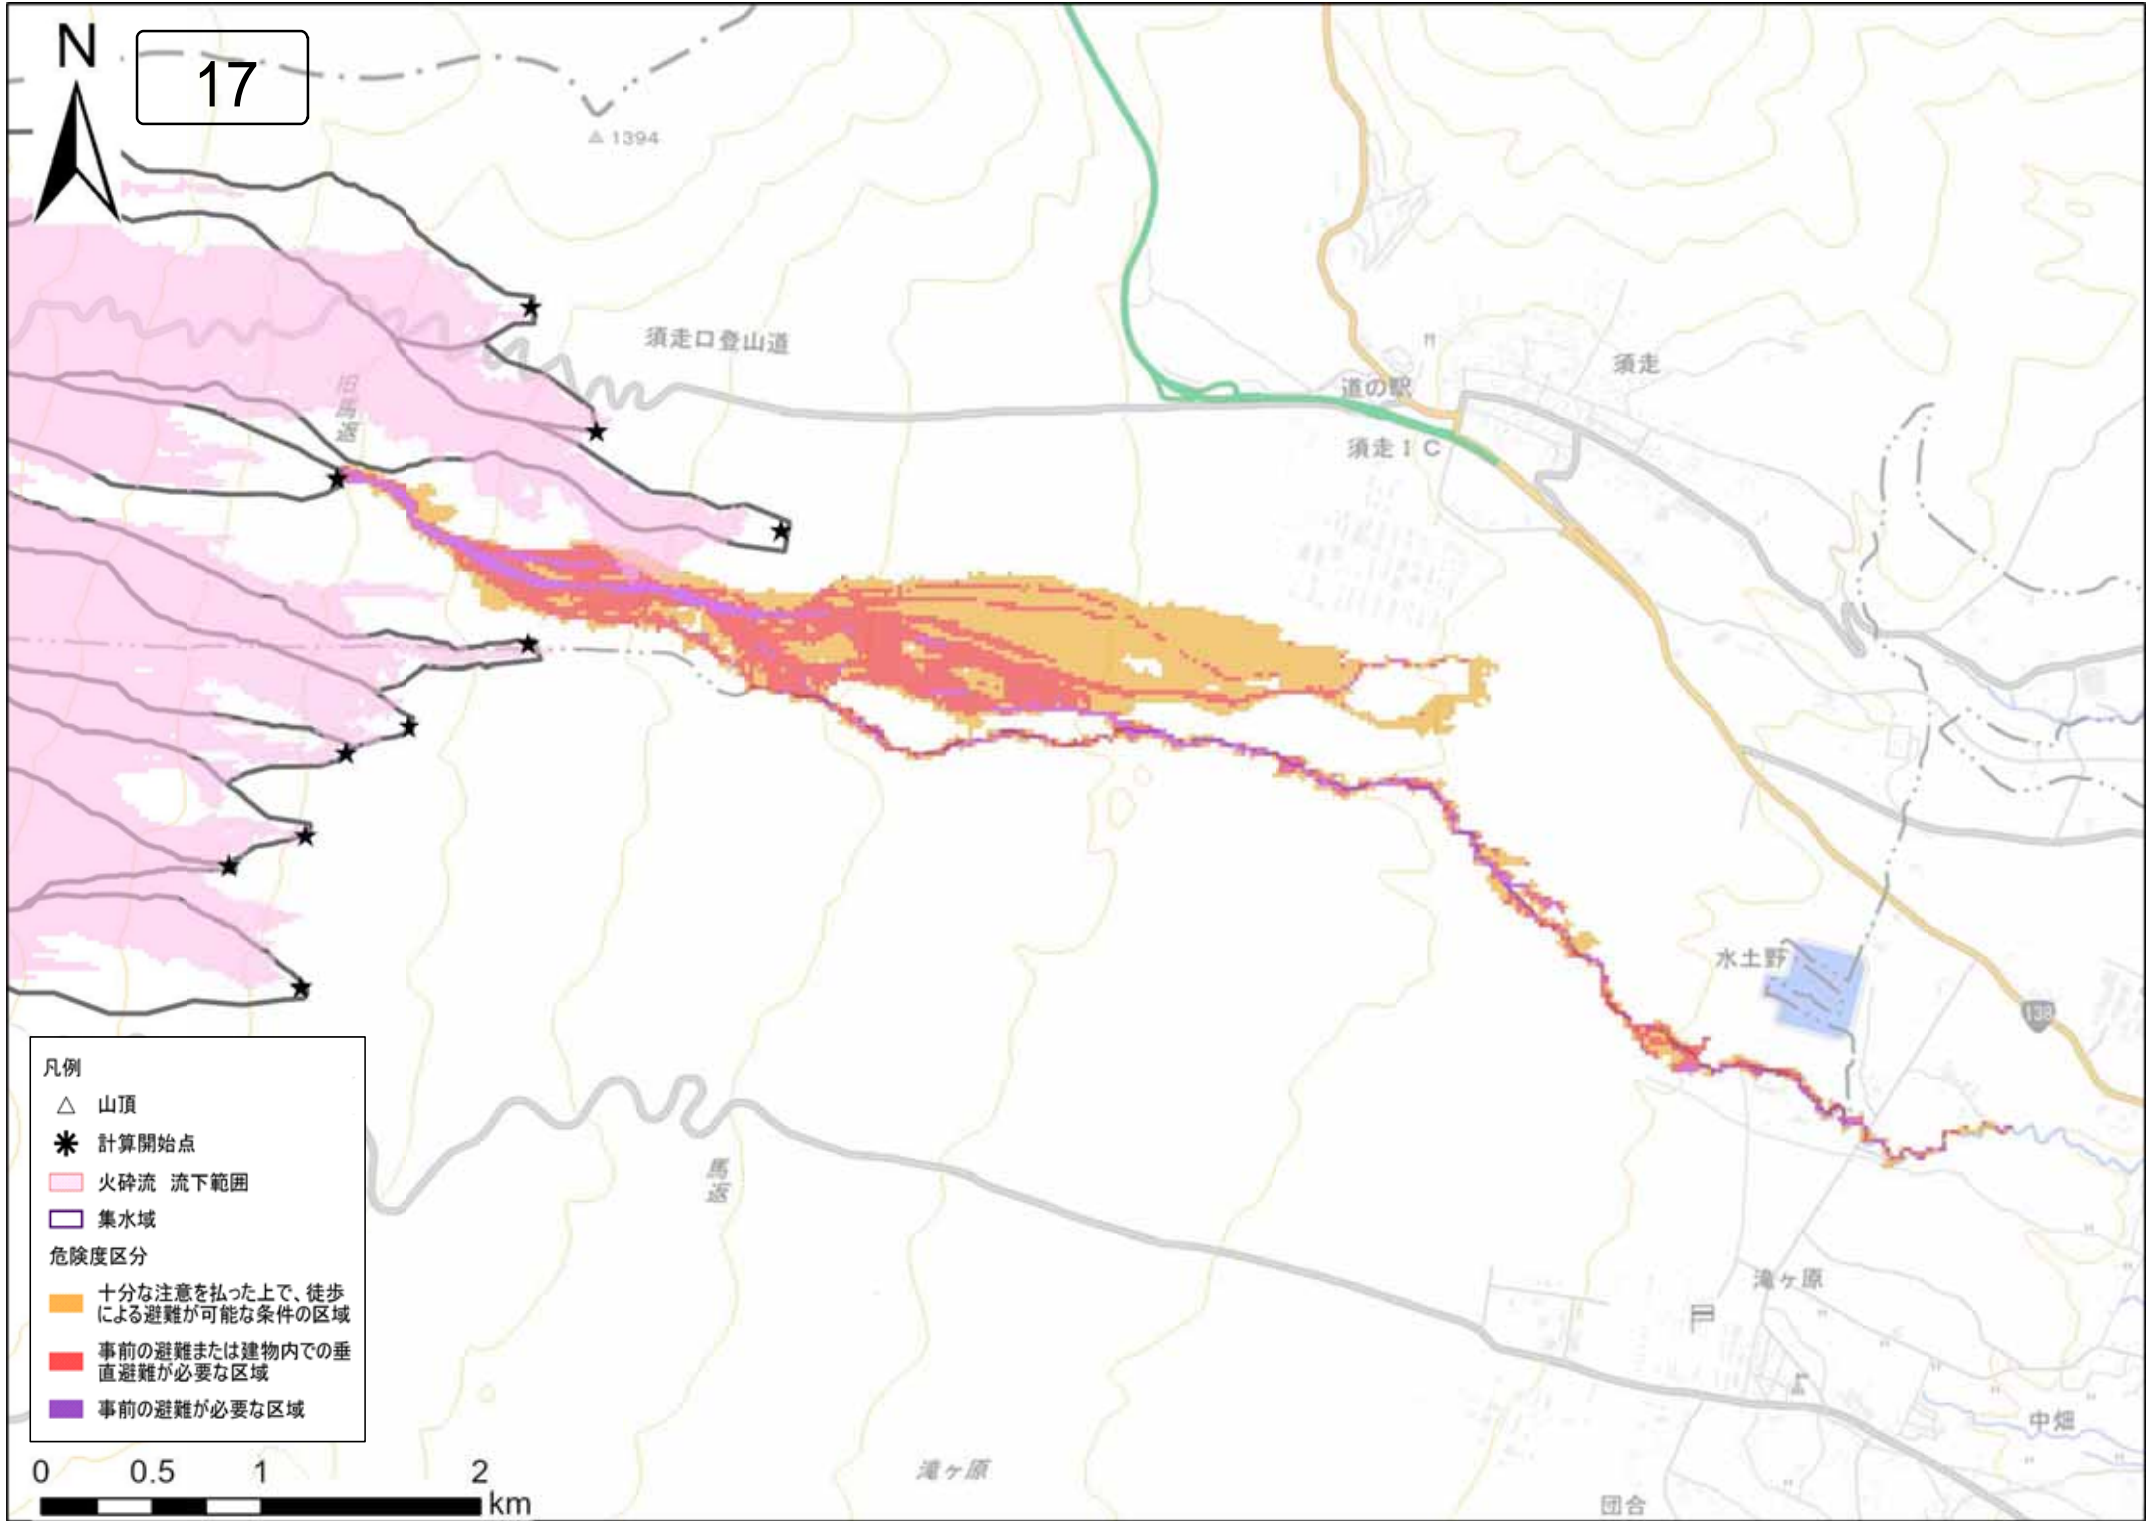 N
17
1394
須走口登山道
須走
道の駅
須走IC
旧馬返
水土野
138
馬返
滝ヶ原
中畑
滝ヶ原
団合
凡例
山頂
計算開始点
火砕流 流下範囲
集水域
危険度区分
十分な注意を払った上で、徒歩
による避難が可能な条件の区域
事前の避難または建物内での垂
直避難が必要な区域
事前の避難が必要な区域
0 0.5 1 2
km